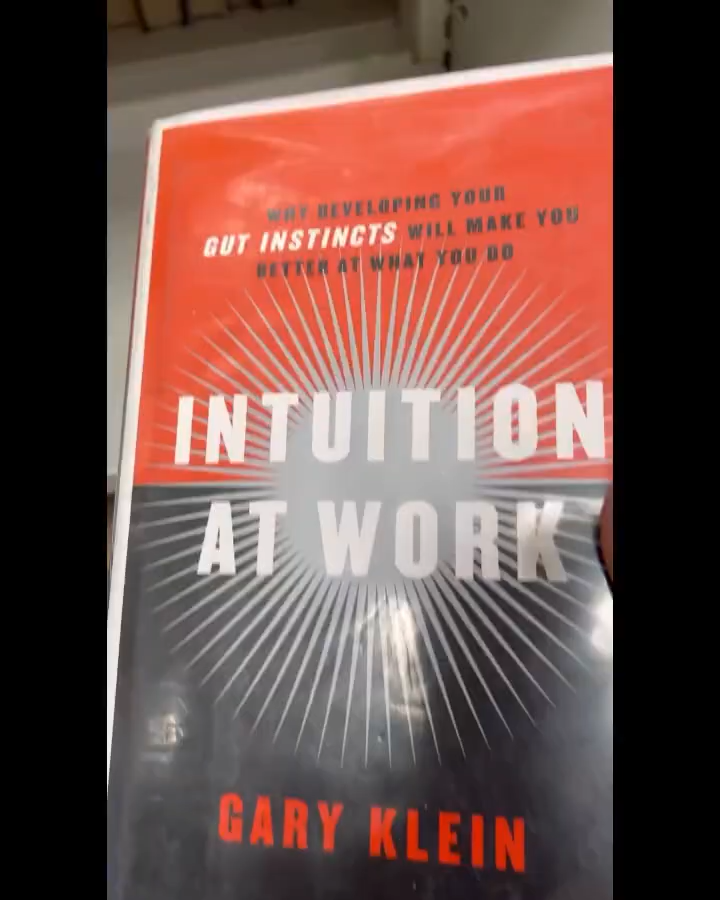 WHY DEVELOPING YOUR
GUT INSTINCTS WILL MAKE YOU
BETTER AT WHAT YOU DO
INTUITION
AT WORK
GARY KLEIN